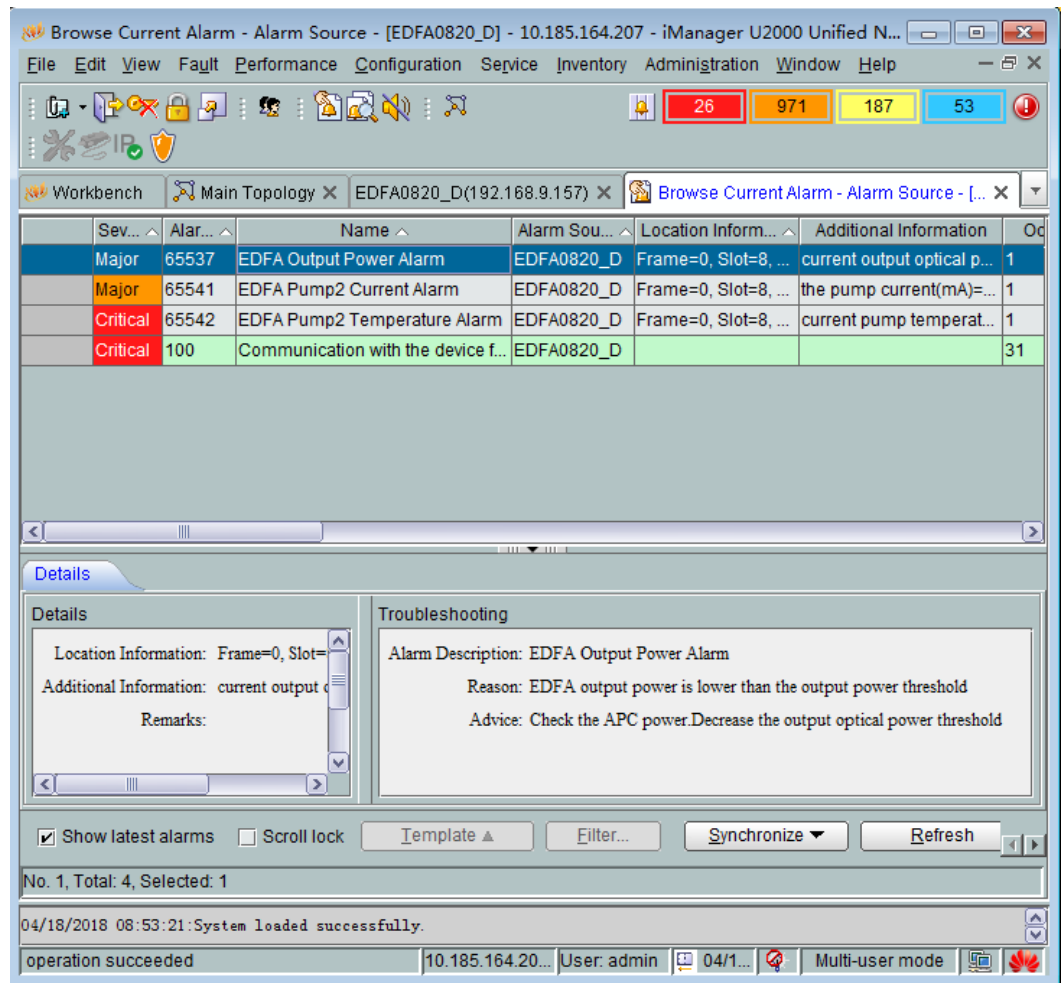 Browse Current Alarm - Alarm Source - [EDFA0820_D] - 10.185.164.207 - iManager U2000 Unified N...
File Edit View Fault Performance Configuration Service Inventory Administration Window Help
26 971 187 53
IP
Workbench Main Topology EDFA0820_D(192.168.9.157) Browse Current Alarm - Alarm Source - [...
Sev... Alar... Name Alarm Sou... Location Inform... Additional Information Oc
Major 65537 EDFA Output Power Alarm EDFA0820_D Frame=0, Slot=8, ... current output optical p... 1
Major 65541 EDFA Pump2 Current Alarm EDFA0820_D Frame=0, Slot=8, ... the pump current(mA)=... 1
Critical 65542 EDFA Pump2 Temperature Alarm EDFA0820_D Frame=0, Slot=8, ... current pump temperat... 1
Critical 100 Communication with the device f... EDFA0820_D 31
Details
Details
Location Information: Frame=0, Slot=
Additional Information: current output
Remarks:
Troubleshooting
Alarm Description: EDFA Output Power Alarm
Reason: EDFA output power is lower than the output power threshold
Advice: Check the APC power.Decrease the output optical power threshold
Show latest alarms Scroll lock Template Filter... Synchronize Refresh
No. 1, Total: 4, Selected: 1
04/18/2018 08:53:21:System loaded successfully.
operation succeeded 10.185.164.20... User: admin 04/1... Multi-user mode